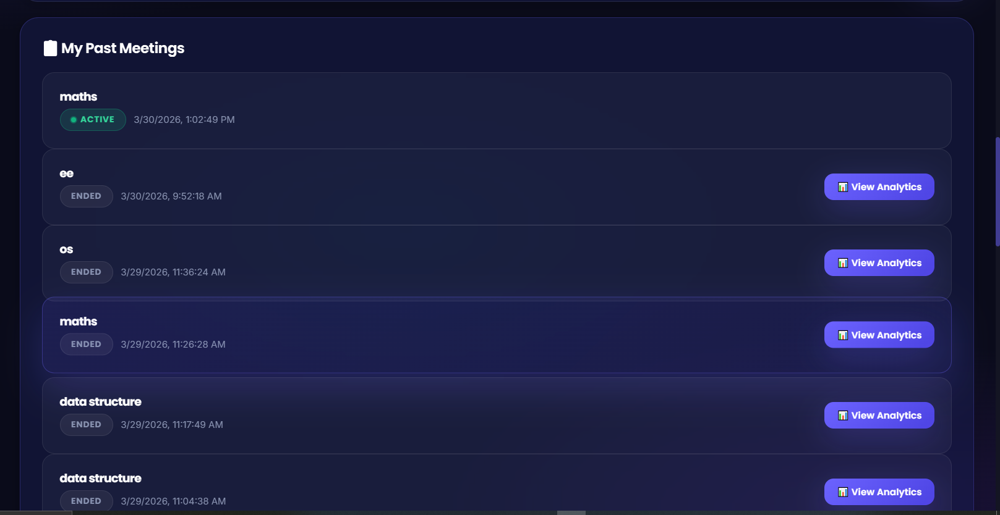 My Past Meetings
maths
ACTIVE 3/30/2026, 1:02:49 PM
ee
ENDED 3/30/2026, 9:52:18 AM
View Analytics
os
ENDED 3/29/2026, 11:36:24 AM
View Analytics
maths
ENDED 3/29/2026, 11:26:28 AM
View Analytics
data structure
ENDED 3/29/2026, 11:17:49 AM
View Analytics
data structure
ENDED 3/29/2026, 11:04:38 AM
View Analytics